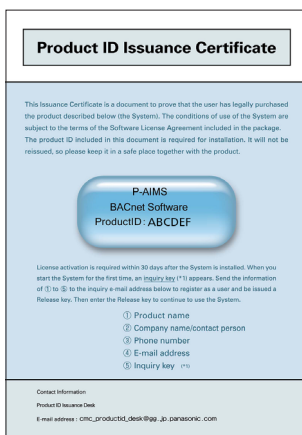 Product ID Issuance Certificate
This Issuance Certificate is a document to prove that the user has legally purchased
the product described below (the System). The conditions of use of the System are
subject to the terms of the Software License Agreement included in the package.
The product ID included in this document is required for installation. It will not be
reissued, so please keep it in a safe place together with the product.
P-AIMS
BACnet Software
ProductID : ABCDEF
License activation is required within 30 days after the System is installed. When you
start the System for the first time, an inquiry key (*1) appears. Send the information
of ① to ⑤ to the inquiry e-mail address below to register as a user and be issued a
Release key. Then enter the Release key to continue to use the System.
① Product name
② Company name/contact person
③ Phone number
④ E-mail address
⑤ Inquiry key (*1)
Contact Information
Product ID Issuance Desk
E-mail address : cmc_productid_desk@gg.jp.panasonic.com